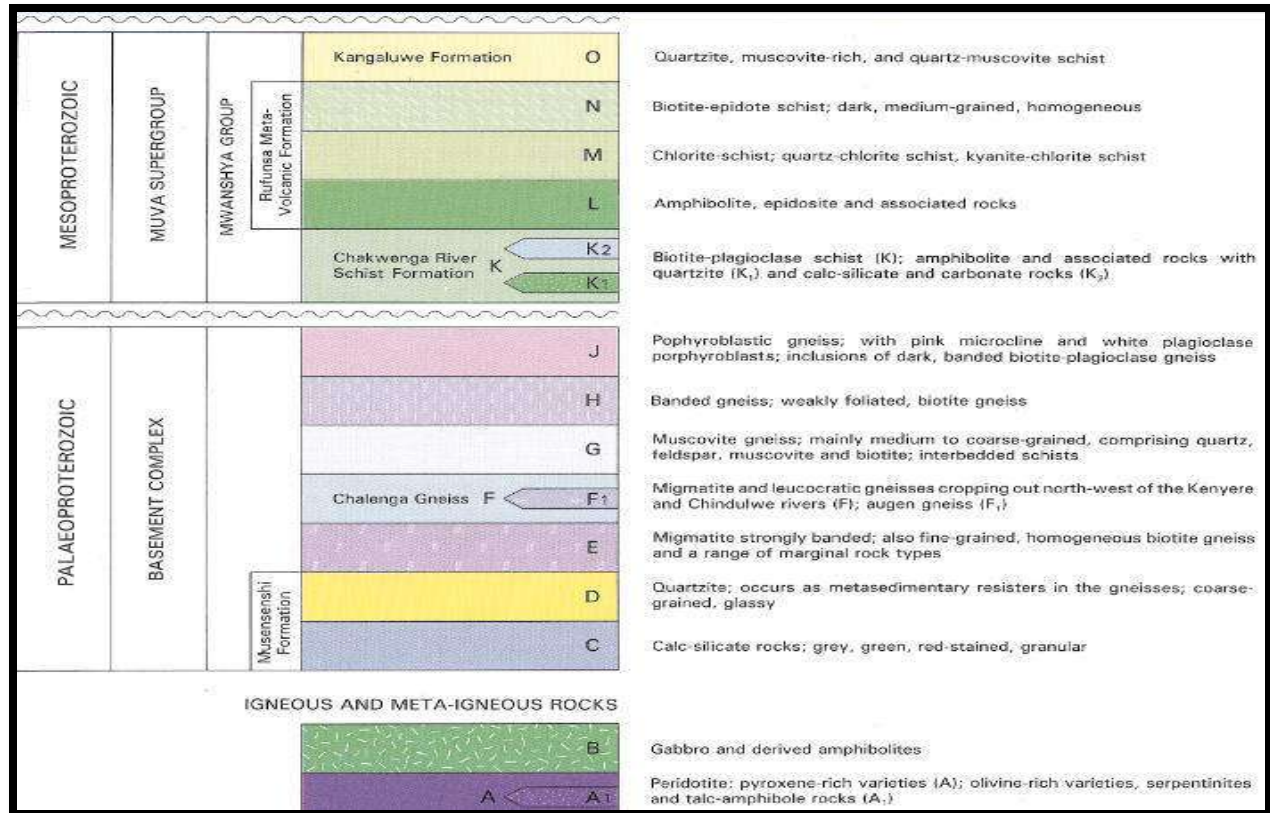 MESOPROTEROZOIC
MUVA SUPERGROUP
MWANSHYA GROUP
Rufunsa Meta-
Volcanic Formation
Kangaluwe Formation O
Quartzite, muscovite-rich, and quartz-muscovite schist
N
Biotite-epidote schist; dark, medium-grained, homogeneous
M
Chlorite-schist; quartz-chlorite schist, kyanite-chlorite schist
L
Amphibolite, epidosite and associated rocks
Chakwenga River
Schist Formation K
K2
K1
Biotite-plagioclase schist (K); amphibolite and associated rocks with
quartzite (K1) and calc-silicate and carbonate rocks (K2)
PALAEOPROTEROZOIC
BASEMENT COMPLEX
Musensenshi
Formation
J
Pophyroblastic gneiss; with pink microcline and white plagioclase
porphyroblasts; inclusions of dark, banded biotite-plagioclase gneiss
H
Banded gneiss; weakly foliated, biotite gneiss
G
Muscovite gneiss; mainly medium to coarse-grained, comprising quartz,
feldspar, muscovite and biotite; interbedded schists
Chalenga Gneiss F F1
Migmatite and leucocratic gneisses cropping out north-west of the Kenyere
and Chindulwe rivers (F); augen gneiss (F1)
E
Migmatite strongly banded; also fine-grained, homogeneous biotite gneiss
and a range of marginal rock types
D
Quartzite; occurs as metasedimentary resisters in the gneisses; coarse-
grained, glassy
C
Calc-silicate rocks; grey, green, red-stained, granular
IGNEOUS AND META-IGNEOUS ROCKS
B
Gabbro and derived amphibolites
A A1
Peridotite: pyroxene-rich varieties (A); olivine-rich varieties, serpentinites
and talc-amphibole rocks (A1)